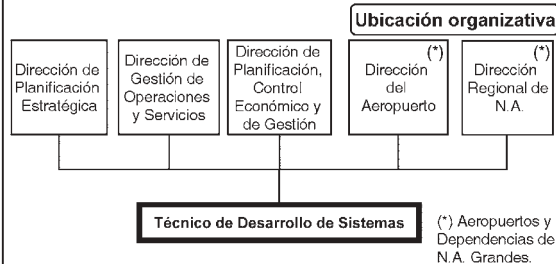 Ubicación organizativa
Dirección de
Planificación
Estratégica
Dirección de
Gestión de
Operaciones
y Servicios
Dirección de
Planificación,
Control
Económico y
de Gestión
(*)
Dirección
del
Aeropuerto
(*)
Dirección
Regional de
N.A.
Técnico de Desarrollo de Sistemas
(*) Aeropuertos y
Dependencias de
N.A. Grandes.